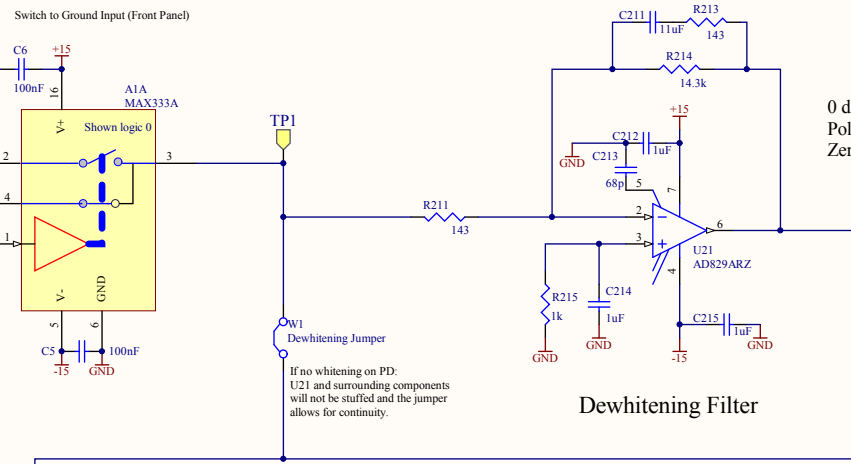 Switch to Ground Input (Front Panel)
C6
+15
100nF
16
A1A
MAX333A
V+
Shown logic 0
2
3
4
1
V-
GND
5
6
C5
100nF
-15
GND
TP1
R211
143
W1
Dewhitening Jumper
If no whitening on PD:
U21 and surrounding components
will not be stuffed and the jumper
allows for continuity.
C211
11uF
R213
143
R214
14.3k
+15
C212
1uF
GND
C213
68p
5
7
2
3
6
4
U21
AD829ARZ
R215
1k
GND
C214
1uF
GND
C215
1uF
GND
-15
0 d
Pol
Zer
Dewhitening Filter